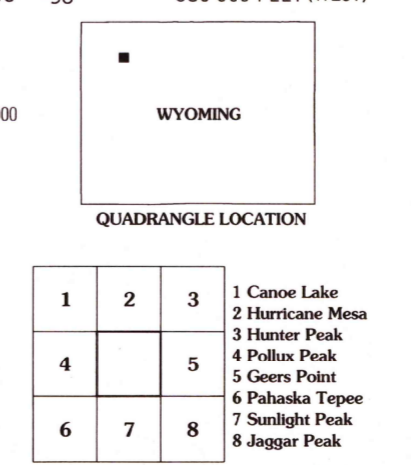 WYOMING
QUADRANGLE LOCATION
1 2 3
4 5
6 7 8
1 Canoe Lake
2 Hurricane Mesa
3 Hunter Peak
4 Pollux Peak
5 Geers Point
6 Pahaska Tepee
7 Sunlight Peak
8 Jaggar Peak